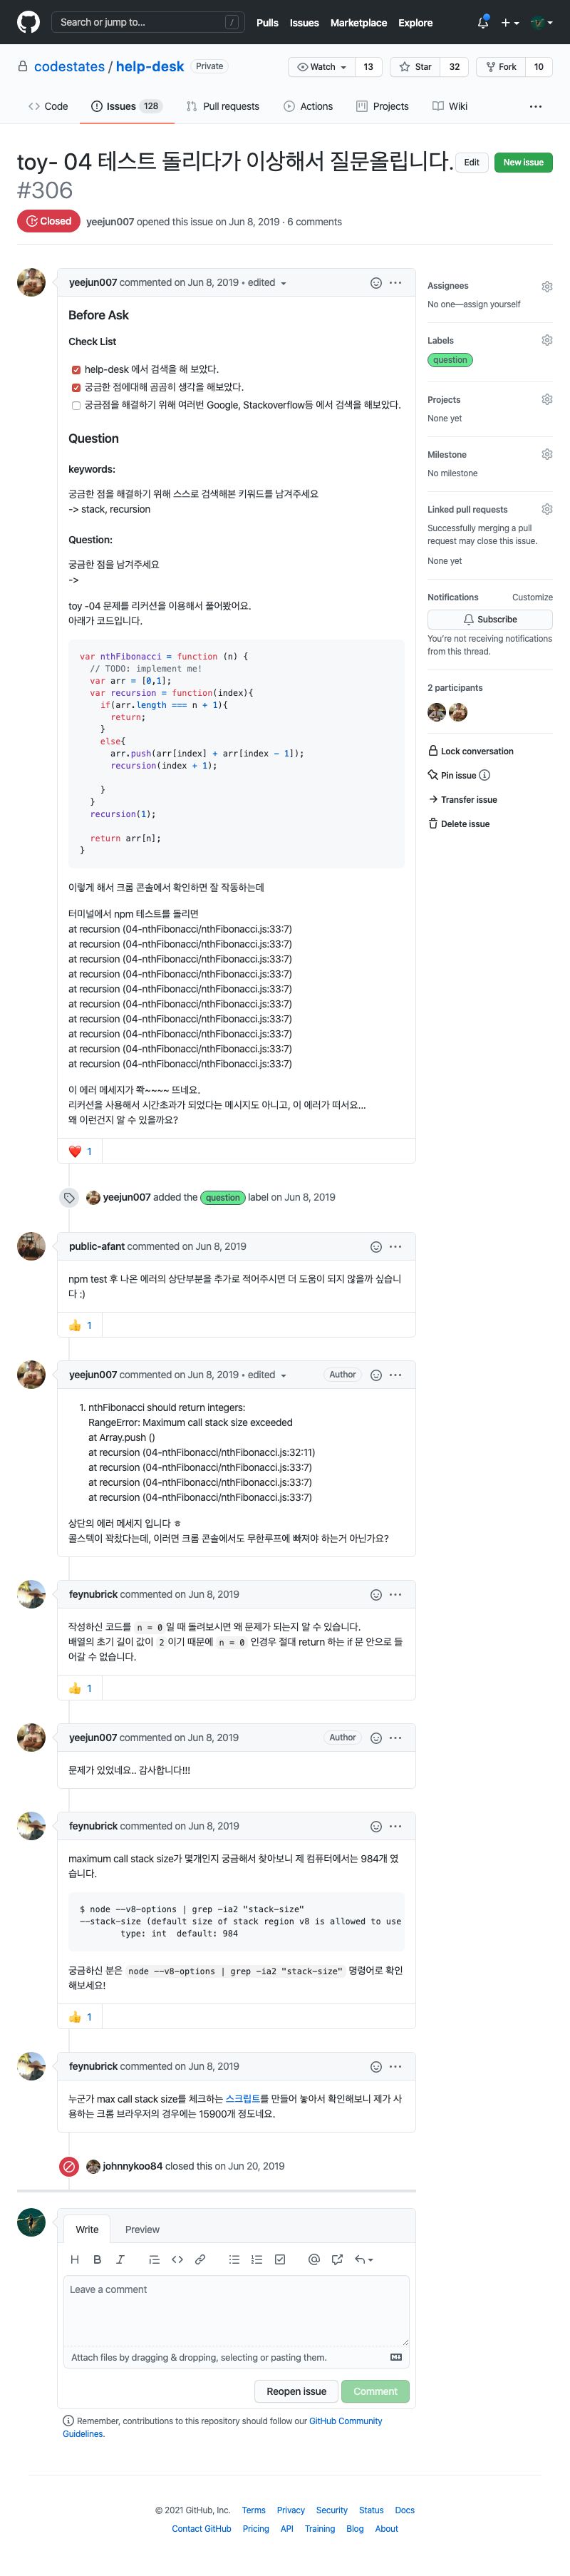 Search or jump to... /
Pulls Issues Marketplace Explore
codestates / help-desk Private
Watch 13 Star 32 Fork 10
Code Issues 128 Pull requests Actions Projects Wiki
toy- 04 테스트 돌리다가 이상해서 질문올립니다.
#306
Edit New issue
Closed yeejun007 opened this issue on Jun 8, 2019 · 6 comments
yeejun007 commented on Jun 8, 2019 • edited
Before Ask
Check List
help-desk 에서 검색을 해 보았다.
궁금한 점에대해 곰곰히 생각을 해보았다.
궁금점을 해결하기 위해 여러번 Google, Stackoverflow등 에서 검색을 해보았다.
Question
keywords:
궁금한 점을 해결하기 위해 스스로 검색해본 키워드를 남겨주세요
-> stack, recursion
Question:
궁금한 점을 남겨주세요
->
toy -04 문제를 리커션을 이용해서 풀어봤어요.
아래가 코드입니다.
var nthFibonacci = function (n) {
// TODO: implement me!
var arr = [0,1];
var recursion = function(index){
if(arr.length === n + 1){
return;
}
else{
arr.push(arr[index] + arr[index - 1]);
recursion(index + 1);
}
}
recursion(1);
return arr[n];
}
이렇게 해서 크롬 콘솔에서 확인하면 잘 작동하는데
터미널에서 npm 테스트를 돌리면
at recursion (04-nthFibonacci/nthFibonacci.js:33:7)
at recursion (04-nthFibonacci/nthFibonacci.js:33:7)
at recursion (04-nthFibonacci/nthFibonacci.js:33:7)
at recursion (04-nthFibonacci/nthFibonacci.js:33:7)
at recursion (04-nthFibonacci/nthFibonacci.js:33:7)
at recursion (04-nthFibonacci/nthFibonacci.js:33:7)
at recursion (04-nthFibonacci/nthFibonacci.js:33:7)
at recursion (04-nthFibonacci/nthFibonacci.js:33:7)
at recursion (04-nthFibonacci/nthFibonacci.js:33:7)
at recursion (04-nthFibonacci/nthFibonacci.js:33:7)
이 에러 메세지가 쫙~~~~ 뜨네요.
리커션을 사용해서 시간초과가 되었다는 메시지도 아니고, 이 에러가 떠서요...
왜 이런건지 알 수 있을까요?
❤️ 1
Assignees
No one—assign yourself
Labels
question
Projects
None yet
Milestone
No milestone
Linked pull requests
Successfully merging a pull
request may close this issue.
None yet
Notifications Customize
Subscribe
You're not receiving notifications
from this thread.
2 participants
Lock conversation
Pin issue
Transfer issue
Delete issue
yeejun007 added the question label on Jun 8, 2019
public-afant commented on Jun 8, 2019
npm test 후 나온 에러의 상단부분을 추가로 적어주시면 더 도움이 되지 않을까 싶습니
다 :)
👍 1
yeejun007 commented on Jun 8, 2019 • edited Author
1. nthFibonacci should return integers:
RangeError: Maximum call stack size exceeded
at Array.push ()
at recursion (04-nthFibonacci/nthFibonacci.js:32:11)
at recursion (04-nthFibonacci/nthFibonacci.js:33:7)
at recursion (04-nthFibonacci/nthFibonacci.js:33:7)
at recursion (04-nthFibonacci/nthFibonacci.js:33:7)
상단의 에러 메세지 입니다 ㅎ
콜스텍이 꽉찼다는데, 이러면 크롬 콘솔에서도 무한루프에 빠져야 하는거 아닌가요?
feynubrick commented on Jun 8, 2019
작성하신 코드를 n = 0 일 때 돌려보시면 왜 문제가 되는지 알 수 있습니다.
배열의 초기 길이 값이 2 이기 때문에 n = 0 인경우 절대 return 하는 if 문 안으로 들
어갈 수 없습니다.
👍 1
yeejun007 commented on Jun 8, 2019 Author
문제가 있었네요.. 감사합니다!!!
feynubrick commented on Jun 8, 2019
maximum call stack size가 몇개인지 궁금해서 찾아보니 제 컴퓨터에서는 984개 였
습니다.
$ node --v8-options | grep -ia2 "stack-size"
--stack-size (default size of stack region v8 is allowed to use
type: int default: 984
궁금하신 분은 node --v8-options | grep -ia2 "stack-size" 명령어로 확인
해보세요!
👍 1
feynubrick commented on Jun 8, 2019
누군가 max call stack size를 체크하는 스크립트를 만들어 놓아서 확인해보니 제가 사
용하는 크롬 브라우저의 경우에는 15900개 정도네요.
johnnykoo84 closed this on Jun 20, 2019
Write Preview
H B I
Leave a comment
Attach files by dragging & dropping, selecting or pasting them.
Reopen issue Comment
Remember, contributions to this repository should follow our GitHub Community
Guidelines.
© 2021 GitHub, Inc. Terms Privacy Security Status Docs
Contact GitHub Pricing API Training Blog About